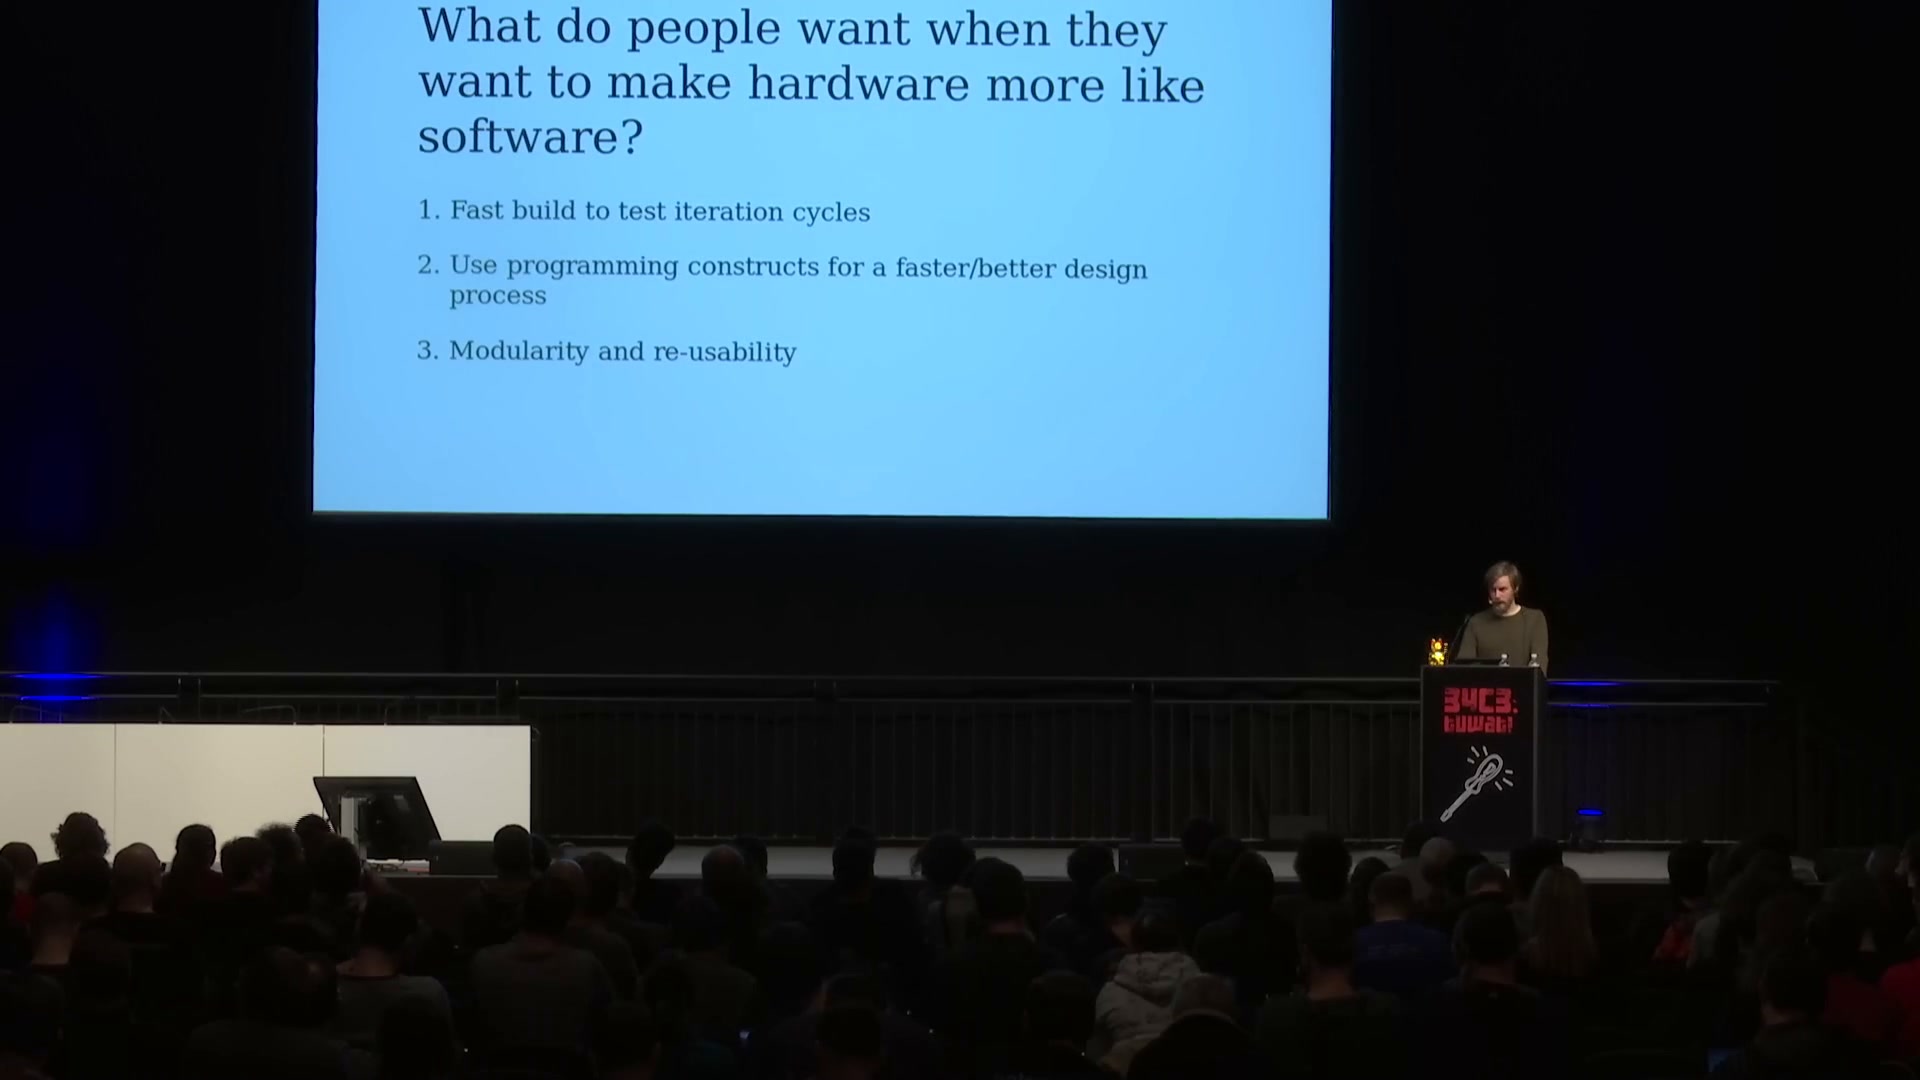 What do people want when they
want to make hardware more like
software?
1. Fast build to test iteration cycles
2. Use programming constructs for a faster/better design
process
3. Modularity and re-usability
34C3:
tuwat!